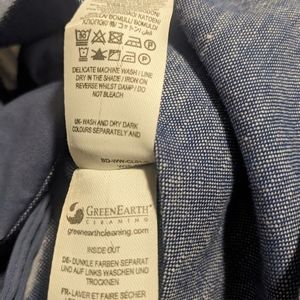 DELICATE MACHINE WASH / LINE
DRY IN THE SHADE / IRON ON
REVERSE WHILST DAMP / DO
NOT BLEACH
UK- WASH AND DRY DARK
COLOURS SEPARATELY AND
GREENEARTH®
CLEANING
greenearthcleaning.com
INSIDE OUT
DE- DUNKLE FARBEN SEPARAT
UND AUF LINKS WASCHEN UND
TROCKNEN
FR- LAVER ET FAIRE SÉCHER